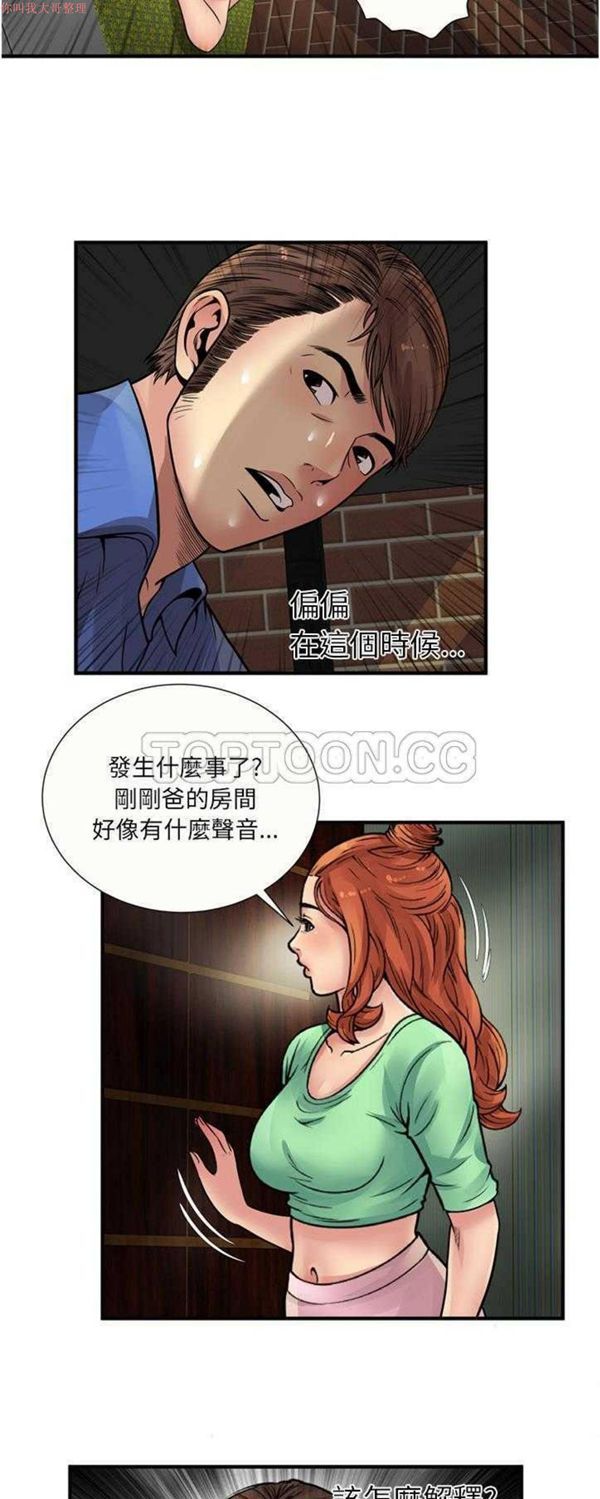 你叫我大哥整理
偏偏
在這個時候...
TOPTOON.CC
發生什麼事了?
剛剛爸的房間
好像有什麼聲音...
該怎麼解釋?